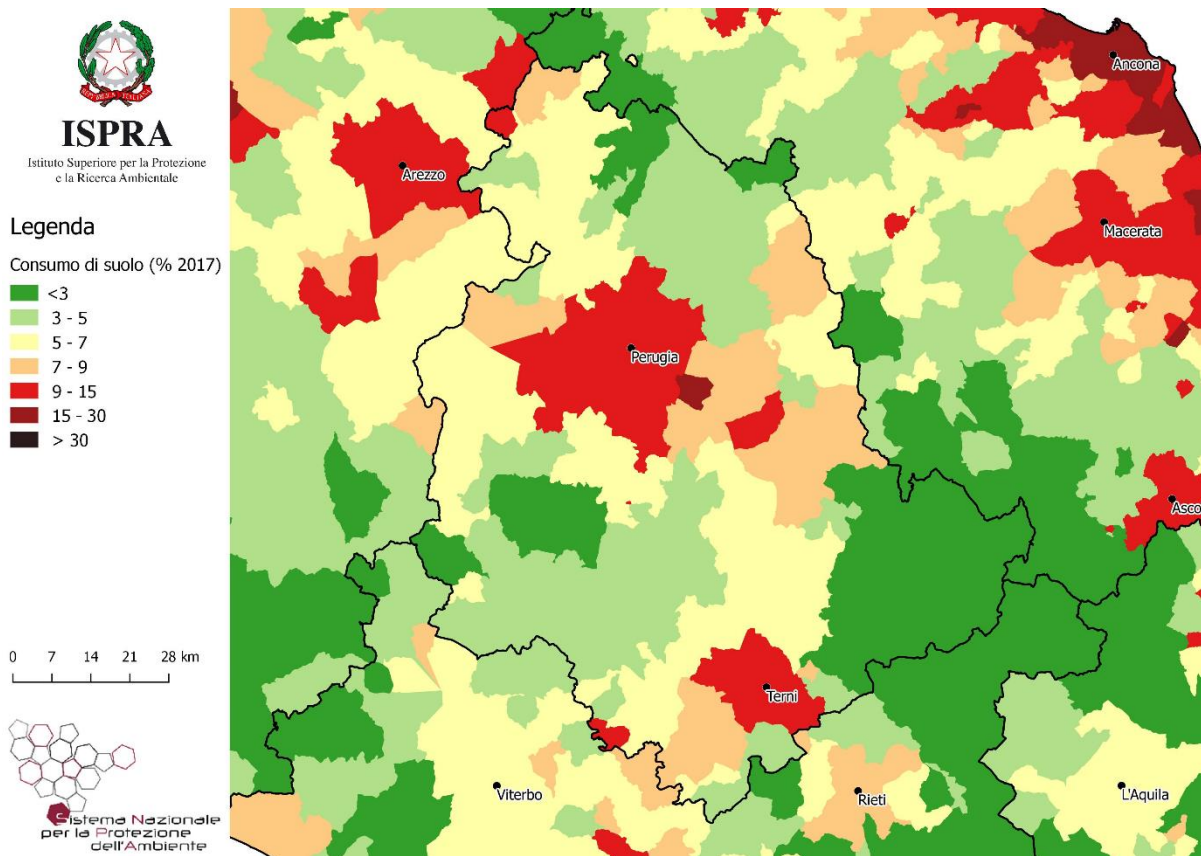 ISPRA
Istituto Superiore per la Protezione
e la Ricerca Ambientale
Legenda
Consumo di suolo (% 2017)
<3
3 - 5
5 - 7
7 - 9
9 - 15
15 - 30
> 30
0 7 14 21 28 km
Sistema Nazionale
per la Protezione
dell'Ambiente
Ancona
Arezzo
Macerata
Perugia
Asco
Terni
Viterbo
Rieti
L'Aquila